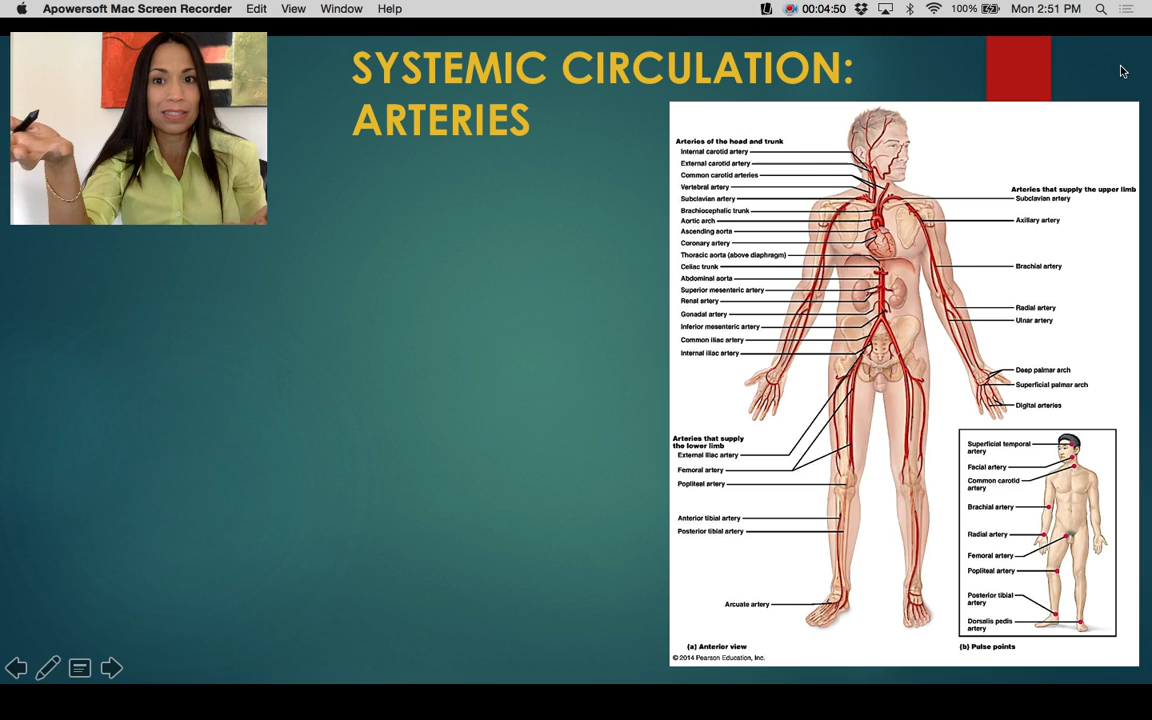 Apowersoft Mac Screen Recorder Edit View Window Help 00:04:50 100% Mon 2:51 PM
SYSTEMIC CIRCULATION:
ARTERIES
Arteries of the head and trunk
Internal carotid artery
External carotid artery
Common carotid arteries
Vertebral artery
Subclavian artery
Brachiocephalic trunk
Aortic arch
Ascending aorta
Coronary artery
Thoracic aorta (above diaphragm)
Celiac trunk
Abdominal aorta
Superior mesenteric artery
Renal artery
Gonadal artery
Inferior mesenteric artery
Common iliac artery
Internal iliac artery
Arteries that supply
the lower limb
External iliac artery
Femoral artery
Popliteal artery
Anterior tibial artery
Posterior tibial artery
Arcuate artery
Arteries that supply the upper limb
Subclavian artery
Axillary artery
Brachial artery
Radial artery
Ulnar artery
Deep palmar arch
Superficial palmar arch
Digital arteries
Superficial temporal
artery
Facial artery
Common carotid
artery
Brachial artery
Radial artery
Femoral artery
Popliteal artery
Posterior tibial
artery
Dorsalis pedis
artery
(a) Anterior view
(b) Pulse points
© 2014 Pearson Education, Inc.